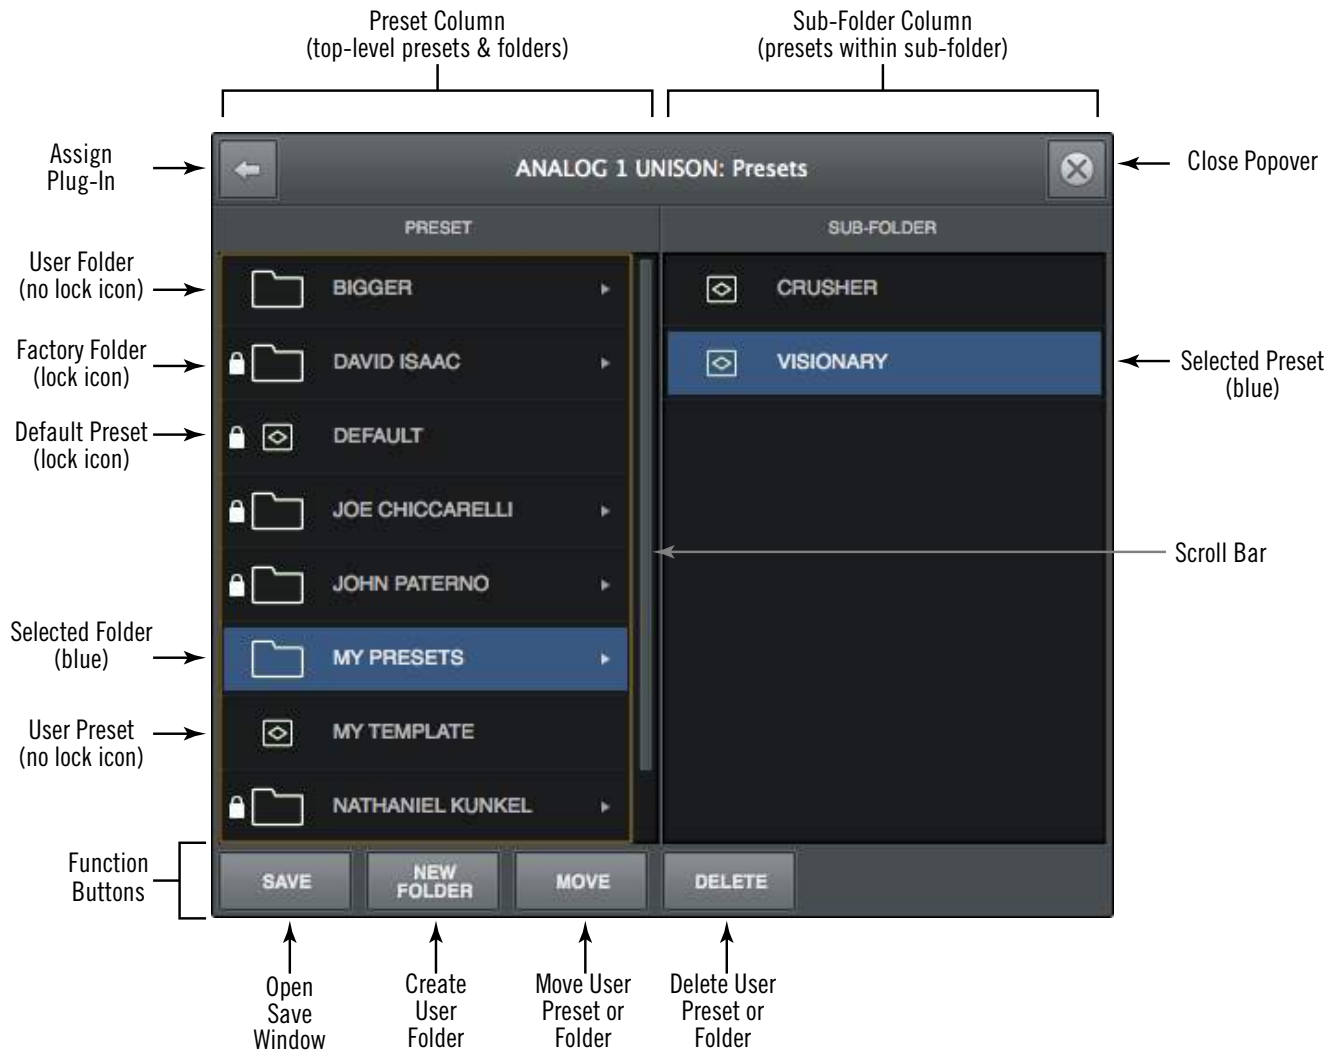 Preset Column
(top-level presets & folders)
Sub-Folder Column
(presets within sub-folder)
Assign
Plug-In
ANALOG 1 UNISON: Presets
Close Popover
PRESET
SUB-FOLDER
User Folder
(no lock icon)
BIGGER
CRUSHER
Factory Folder
(lock icon)
DAVID ISAAC
VISIONARY
Selected Preset
(blue)
Default Preset
(lock icon)
DEFAULT
JOE CHICCARELLI
Scroll Bar
JOHN PATERNO
Selected Folder
(blue)
MY PRESETS
User Preset
(no lock icon)
MY TEMPLATE
NATHANIEL KUNKEL
Function
Buttons
SAVE
NEW
FOLDER
MOVE
DELETE
Open
Save
Window
Create
User
Folder
Move User
Preset or
Folder
Delete User
Preset or
Folder